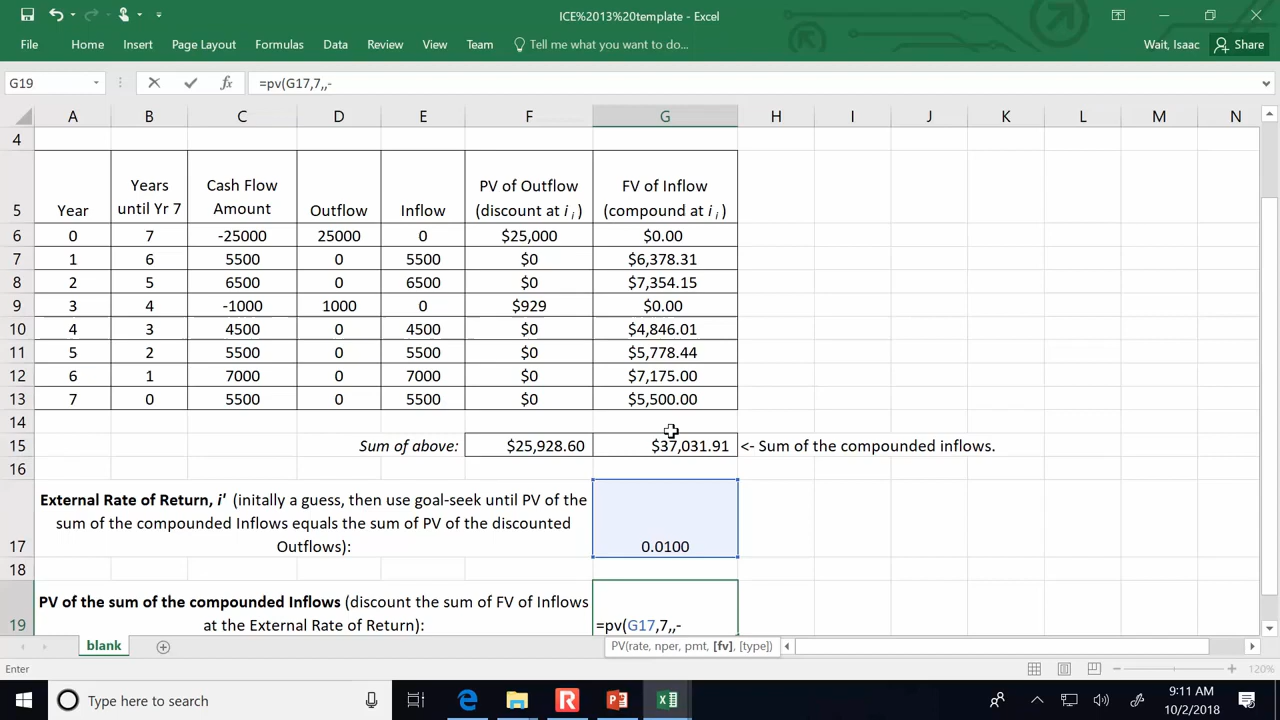 ICE%2013%20template - Excel
File Home Insert Page Layout Formulas Data Review View Team Tell me what you want to do... Wait, Isaac Share
G19 fx =pv(G17,7,,-
A B C D E F G H I J K L M N
4
Years Cash Flow PV of Outflow FV of Inflow
5 Year until Yr 7 Amount Outflow Inflow (discount at i i ) (compound at i i )
6 0 7 -25000 25000 0 $25,000 $0.00
7 1 6 5500 0 5500 $0 $6,378.31
8 2 5 6500 0 6500 $0 $7,354.15
9 3 4 -1000 1000 0 $929 $0.00
10 4 3 4500 0 4500 $0 $4,846.01
11 5 2 5500 0 5500 $0 $5,778.44
12 6 1 7000 0 7000 $0 $7,175.00
13 7 0 5500 0 5500 $0 $5,500.00
14
15 Sum of above: $25,928.60 $37,031.91 <- Sum of the compounded inflows.
16
External Rate of Return, i' (initally a guess, then use goal-seek until PV of the
sum of the compounded Inflows equals the sum of PV of the discounted
17 Outflows): 0.0100
18
PV of the sum of the compounded Inflows (discount the sum of FV of Inflows
19 at the External Rate of Return): =pv(G17,7,,-
blank PV(rate, nper, pmt, [fv], [type])
Enter 120%
Type here to search 9:11 AM
10/2/2018